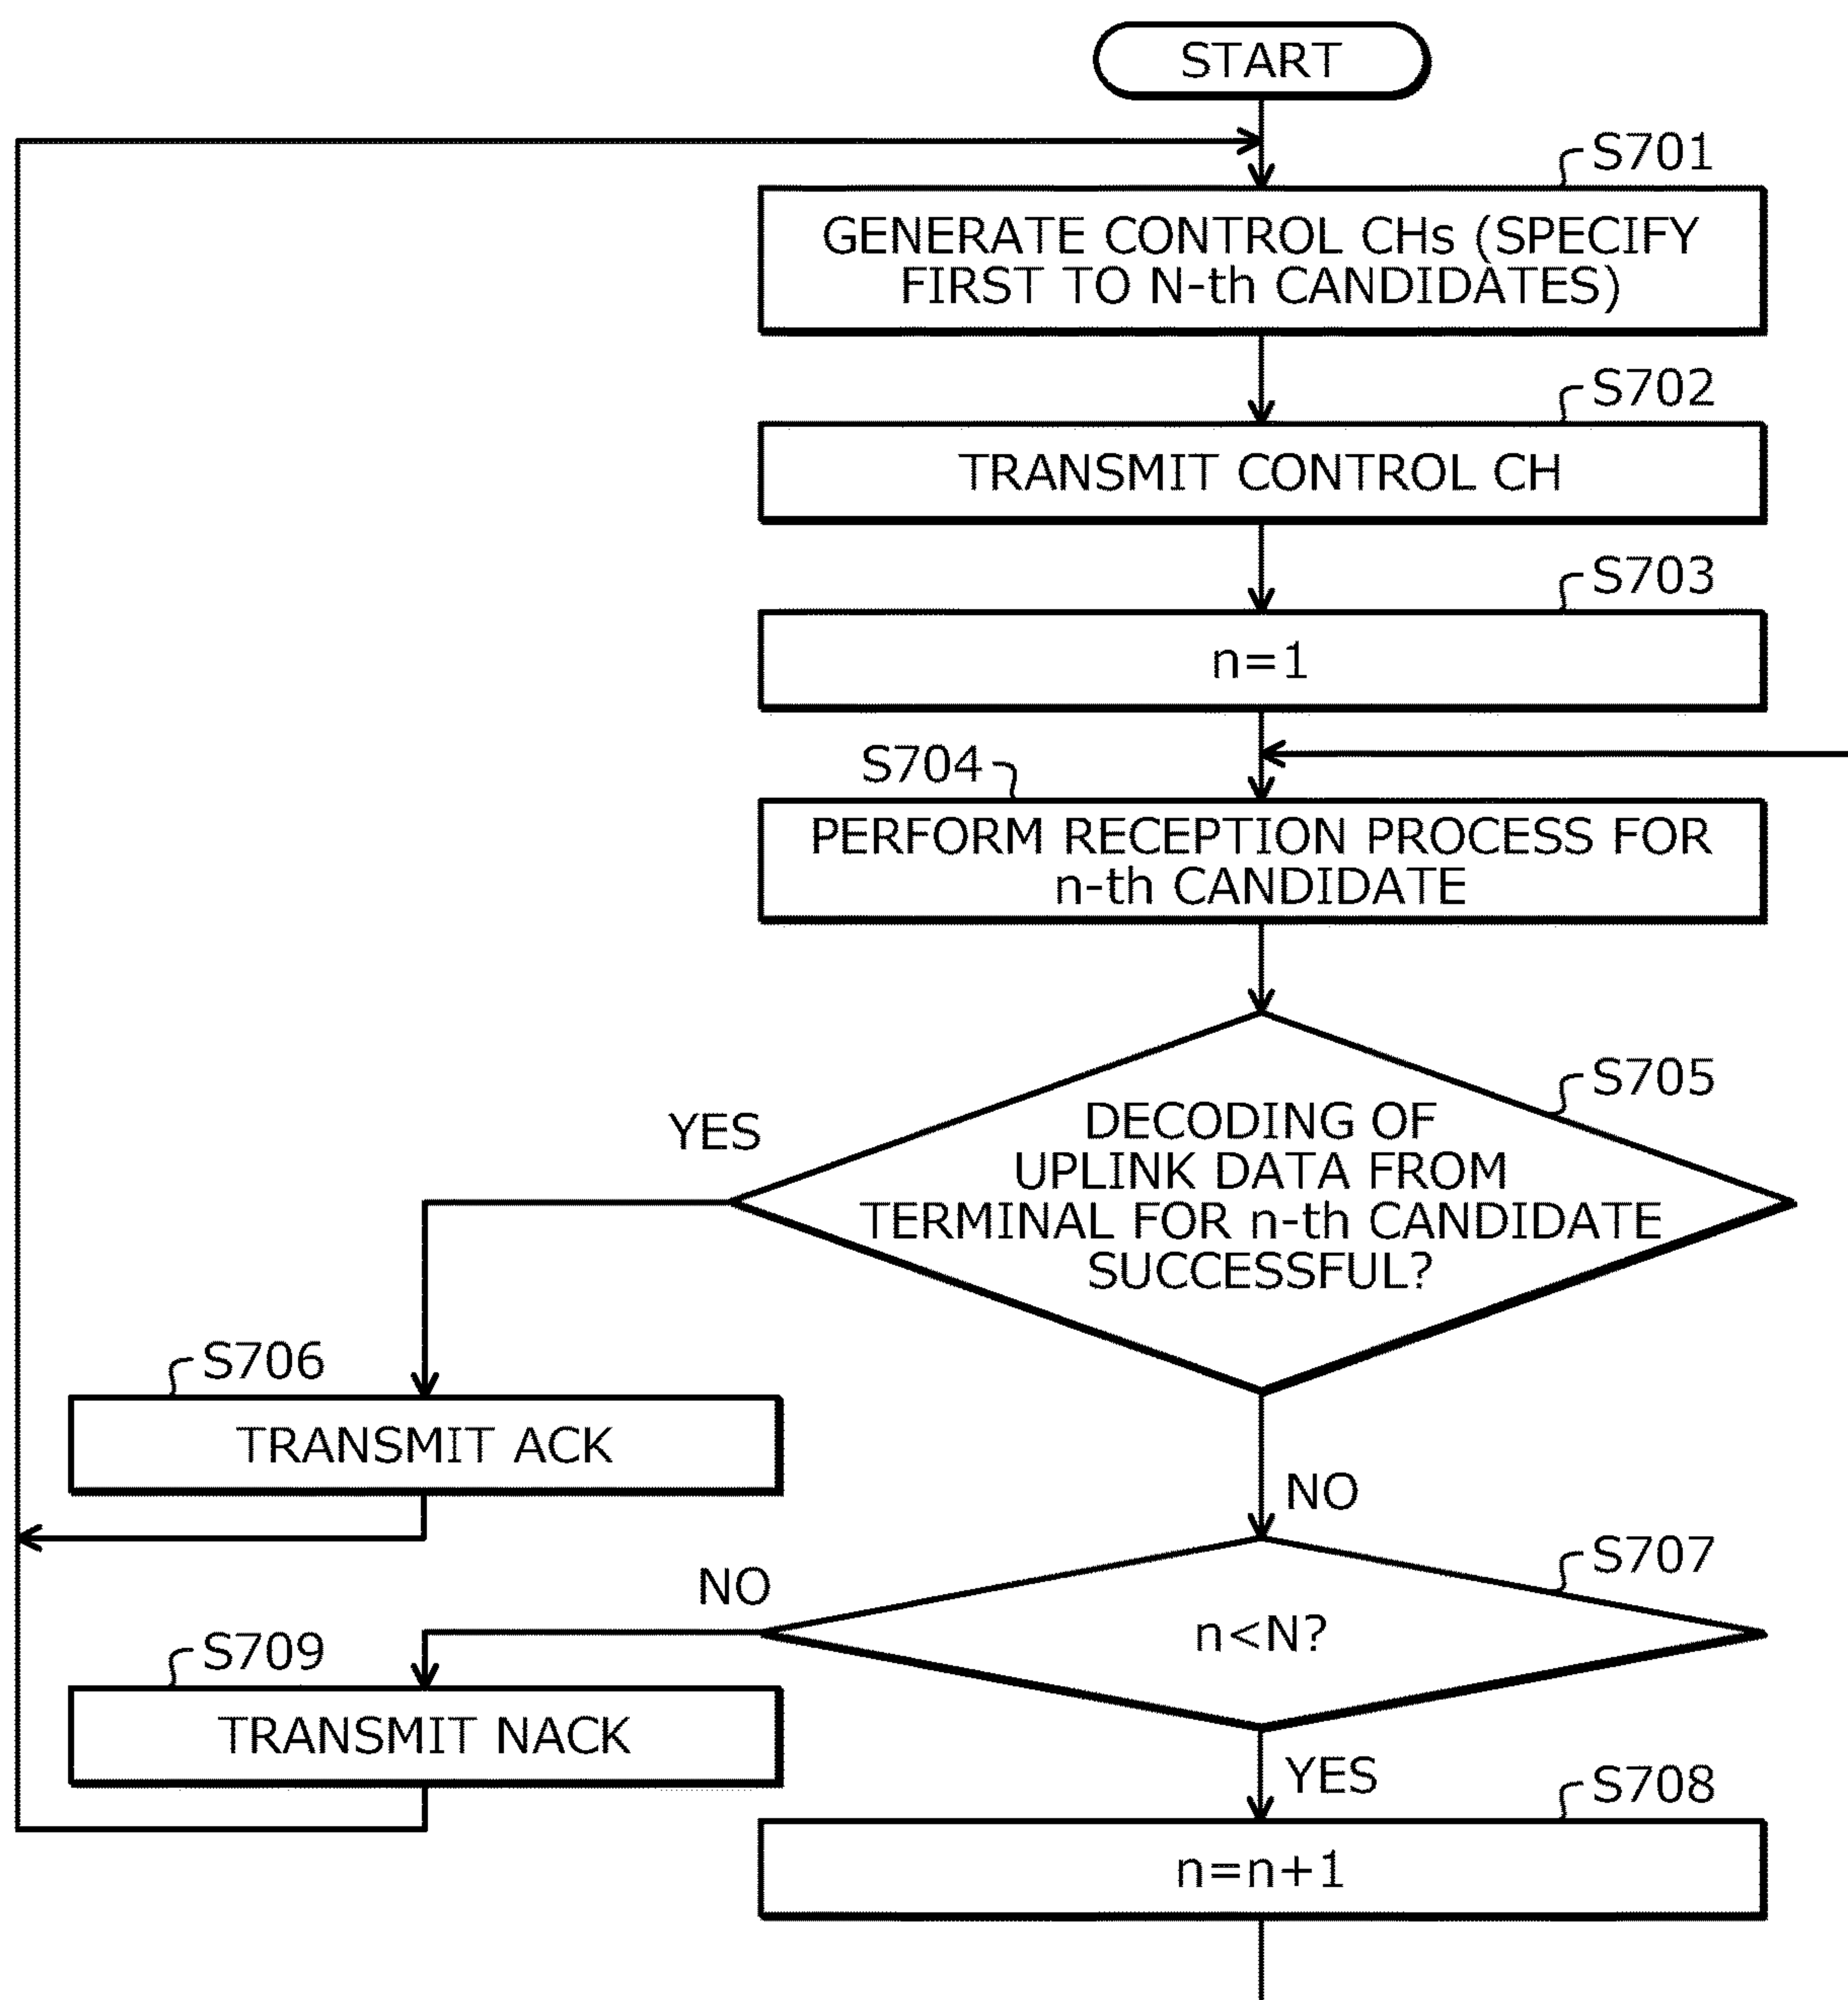 START
S701
GENERATE CONTROL CHs (SPECIFY
FIRST TO N-th CANDIDATES)
S702
TRANSMIT CONTROL CH
S703
n=1
S704
PERFORM RECEPTION PROCESS FOR
n-th CANDIDATE
S705
YES
DECODING OF
UPLINK DATA FROM
TERMINAL FOR n-th CANDIDATE
SUCCESSFUL?
S706
TRANSMIT ACK
NO
S707
NO
n<N?
S709
TRANSMIT NACK
YES
S708
n=n+1